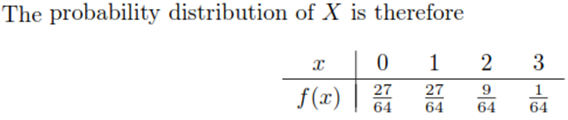 The probability distribution of X is therefore
x 0 1 2 3
f(x) 27/64 27/64 9/64 1/64